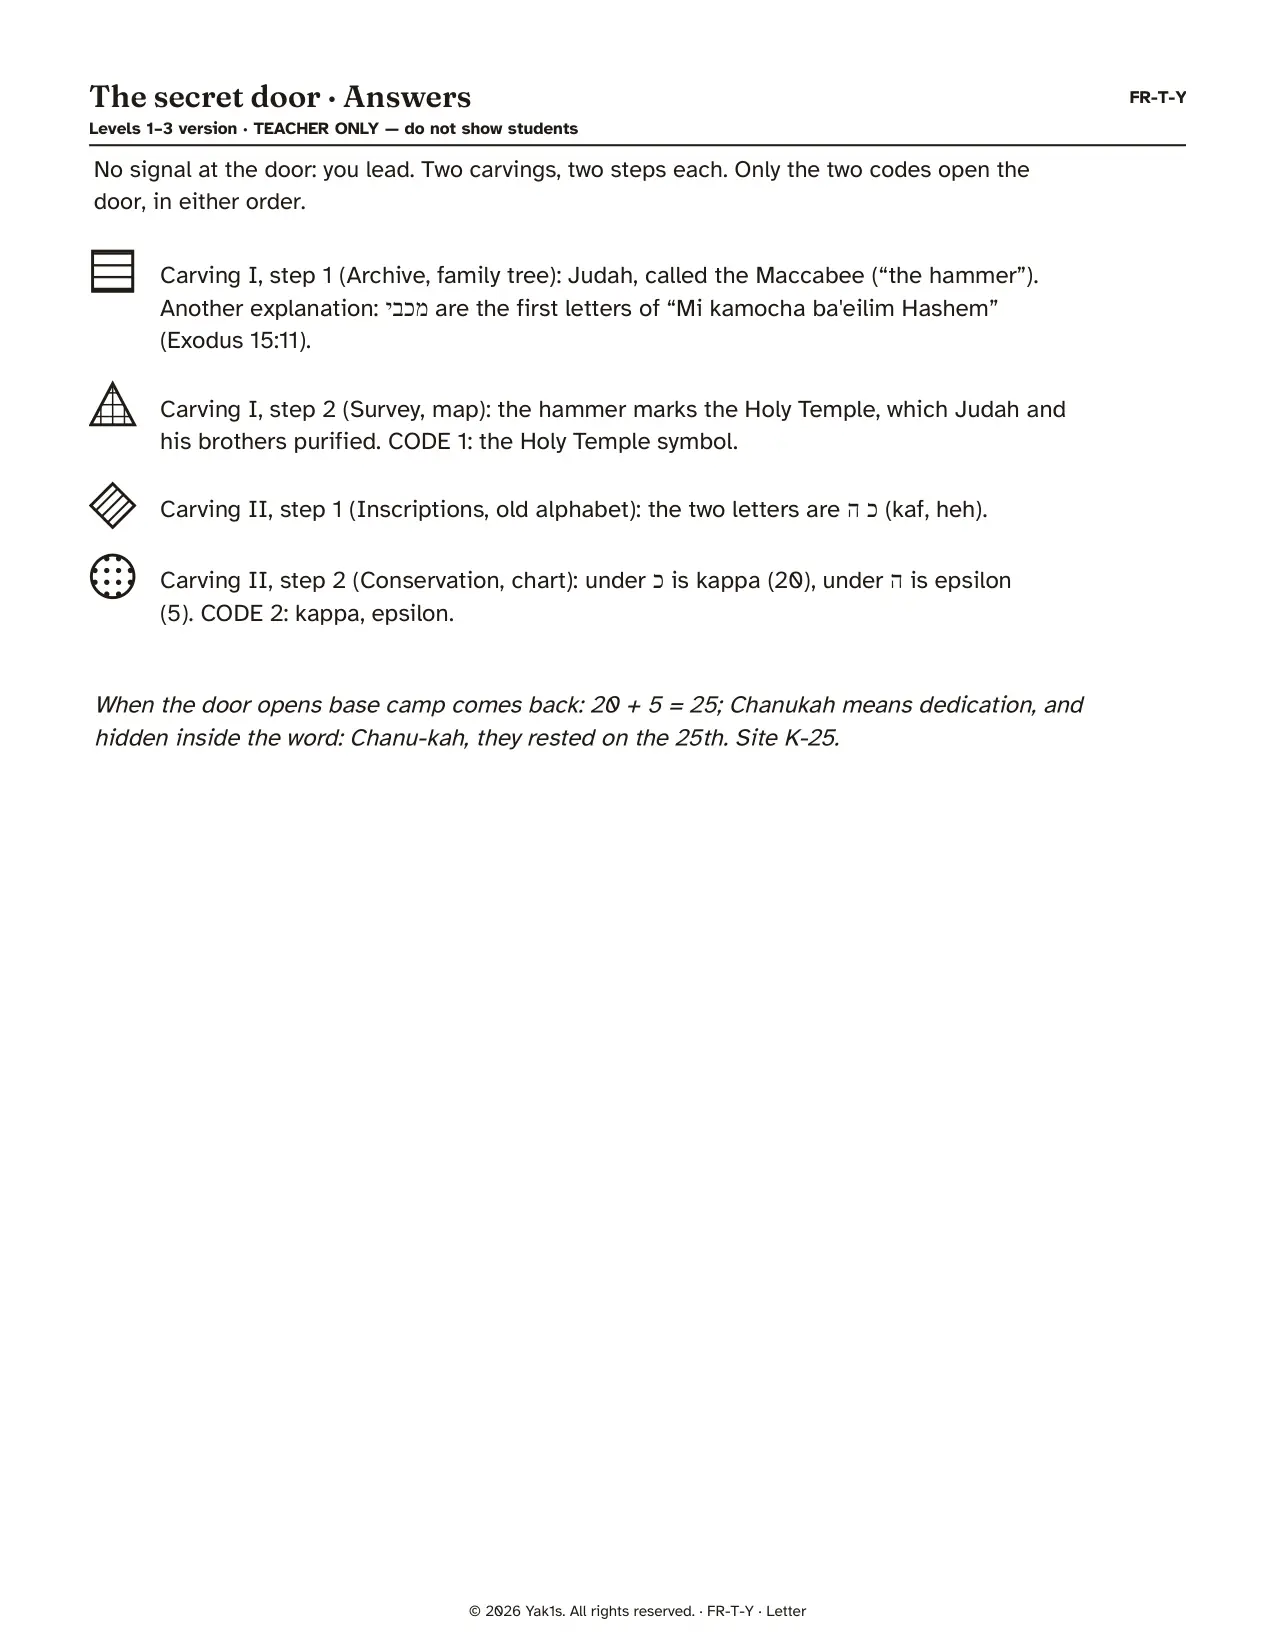 The secret door · Answers
FR-T-Y
Levels 1–3 version · TEACHER ONLY — do not show students
No signal at the door: you lead. Two carvings, two steps each. Only the two codes open the
door, in either order.
Carving I, step 1 (Archive, family tree): Judah, called the Maccabee (“the hammer”).
Another explanation: מכבי are the first letters of “Mi kamocha ba'eilim Hashem”
(Exodus 15:11).
Carving I, step 2 (Survey, map): the hammer marks the Holy Temple, which Judah and
his brothers purified. CODE 1: the Holy Temple symbol.
Carving II, step 1 (Inscriptions, old alphabet): the two letters are כ ה (kaf, heh).
Carving II, step 2 (Conservation, chart): under כ is kappa (20), under ה is epsilon
(5). CODE 2: kappa, epsilon.
When the door opens base camp comes back: 20 + 5 = 25; Chanukah means dedication, and
hidden inside the word: Chanu-kah, they rested on the 25th. Site K-25.
© 2026 Yak1s. All rights reserved. · FR-T-Y · Letter